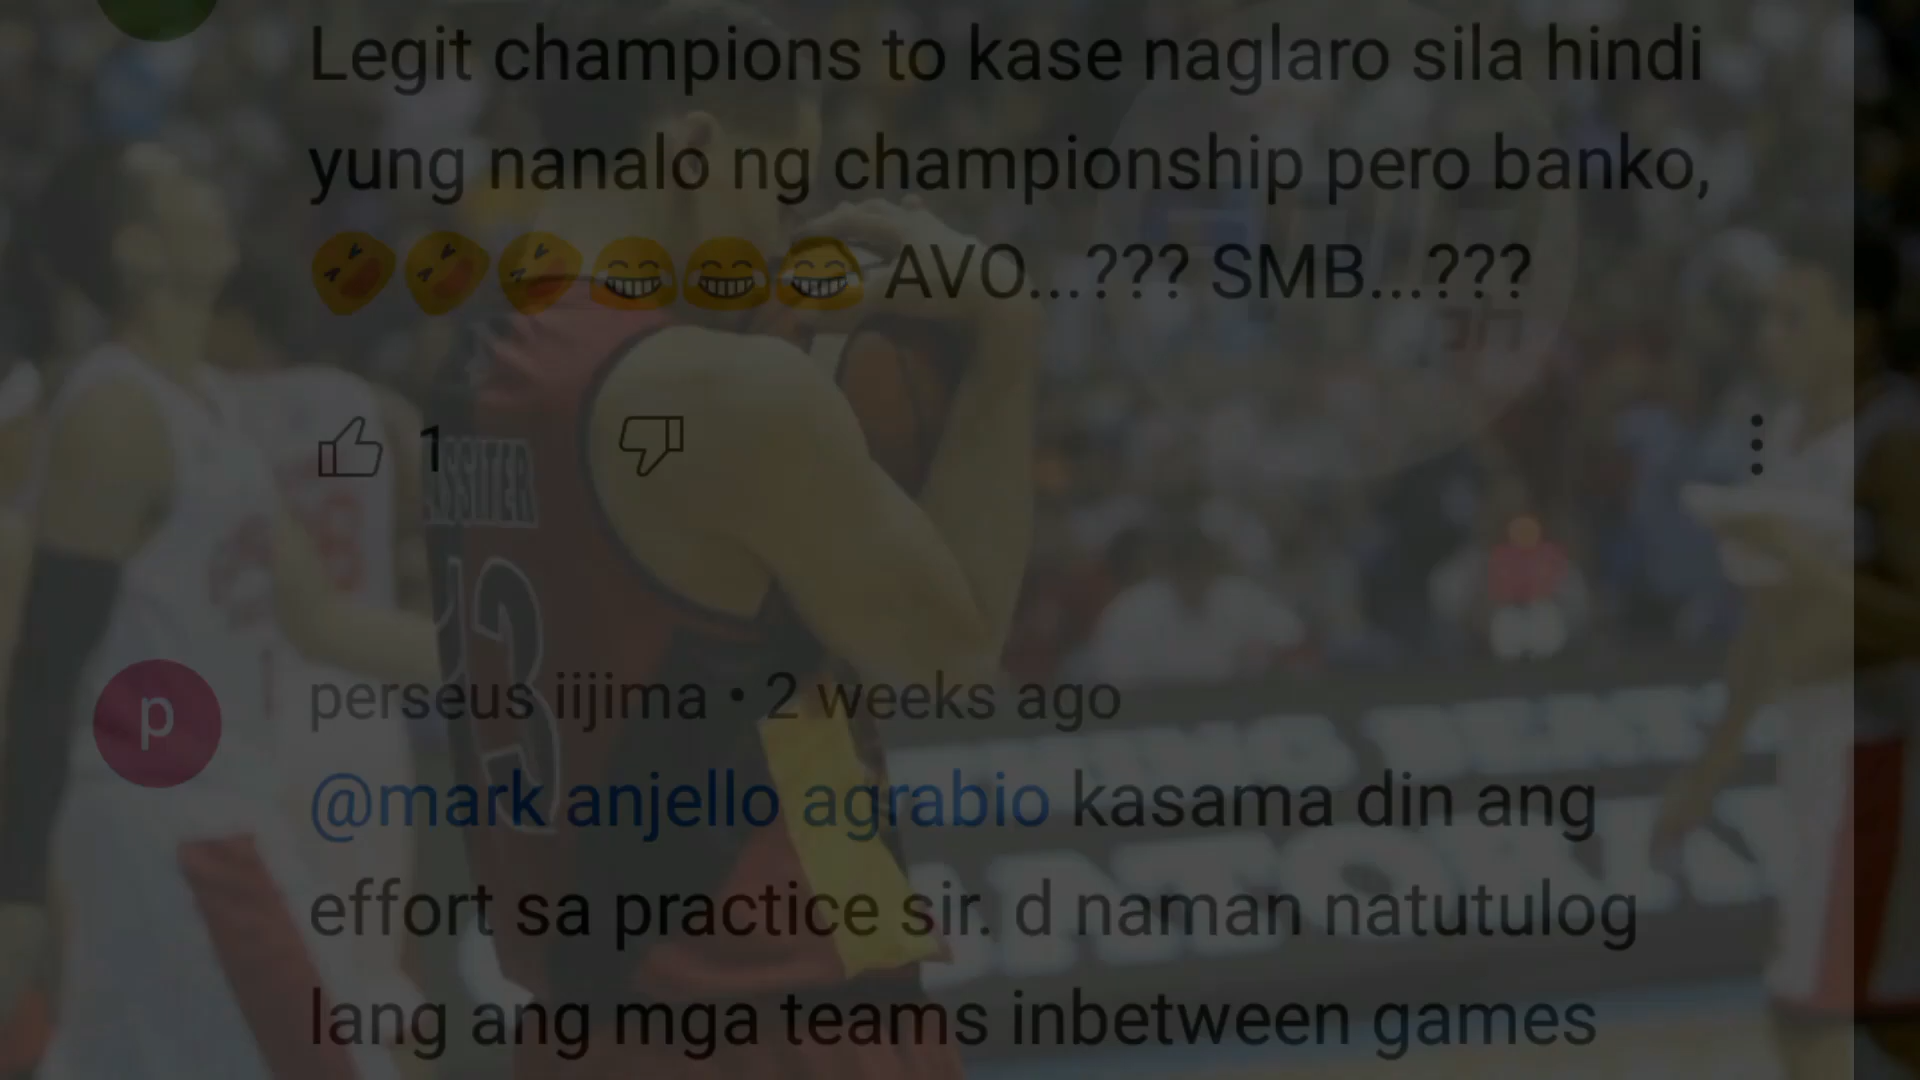 Legit champions to kase naglaro sila hindi
yung nanalo ng championship pero banko,
🤣🤣🤣😂😂😂 AVO...??? SMB...???
1
SSITER
3
p
perseus iijima • 2 weeks ago
@mark anjello agrabio kasama din ang
effort sa practice sir. d naman natutulog
lang ang mga teams inbetween games